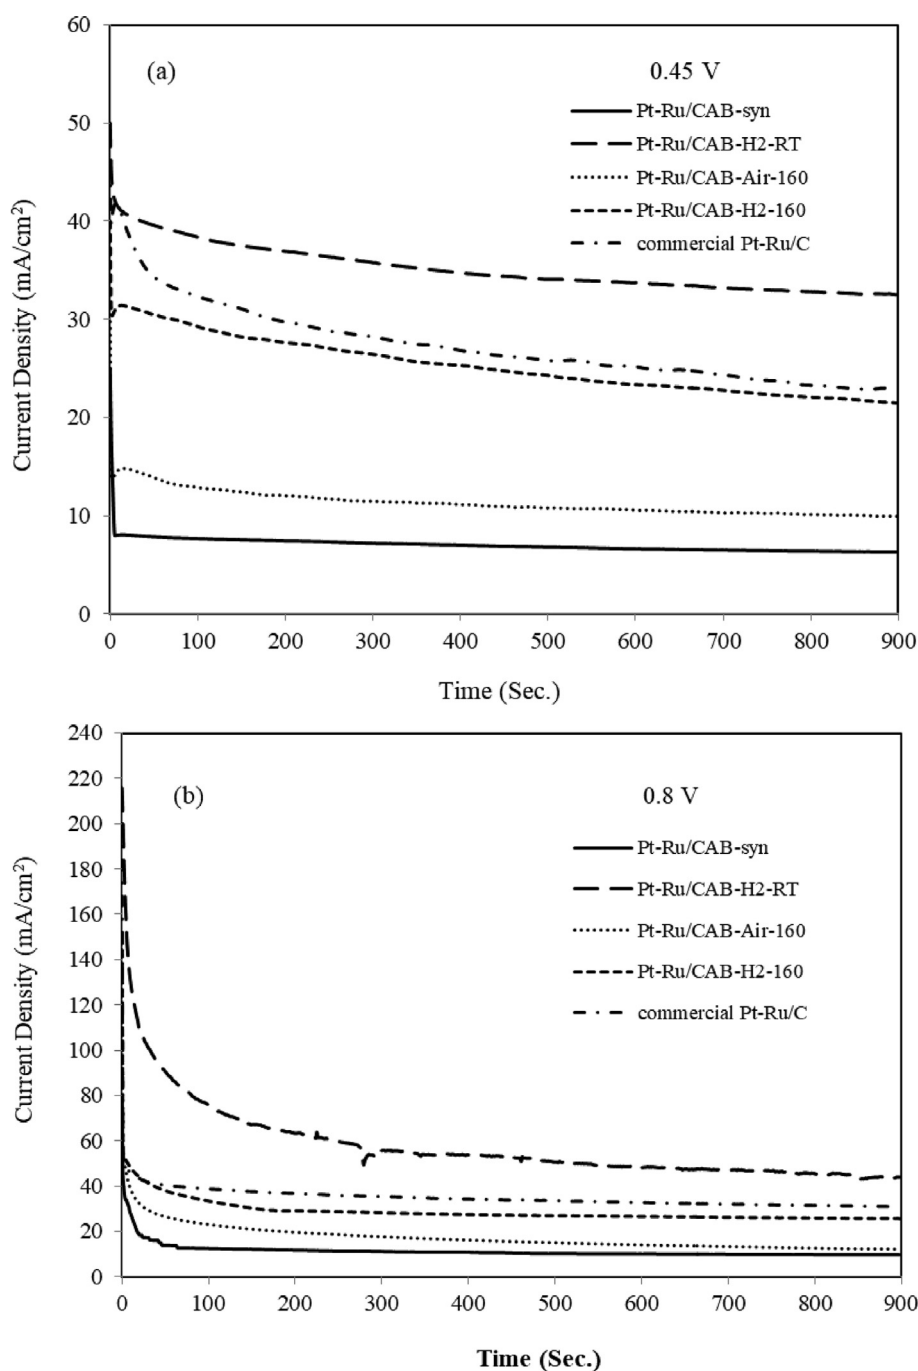 60
50
40
30
20
10
0
Current Density (mA/cm²)
(a)
0.45 V
Pt-Ru/CAB-syn
Pt-Ru/CAB-H2-RT
Pt-Ru/CAB-Air-160
Pt-Ru/CAB-H2-160
commercial Pt-Ru/C
0 100 200 300 400 500 600 700 800 900
Time (Sec.)
240
220
200
180
160
140
120
100
80
60
40
20
0
Current Density (mA/cm²)
(b)
0.8 V
Pt-Ru/CAB-syn
Pt-Ru/CAB-H2-RT
Pt-Ru/CAB-Air-160
Pt-Ru/CAB-H2-160
commercial Pt-Ru/C
0 100 200 300 400 500 600 700 800 900
Time (Sec.)